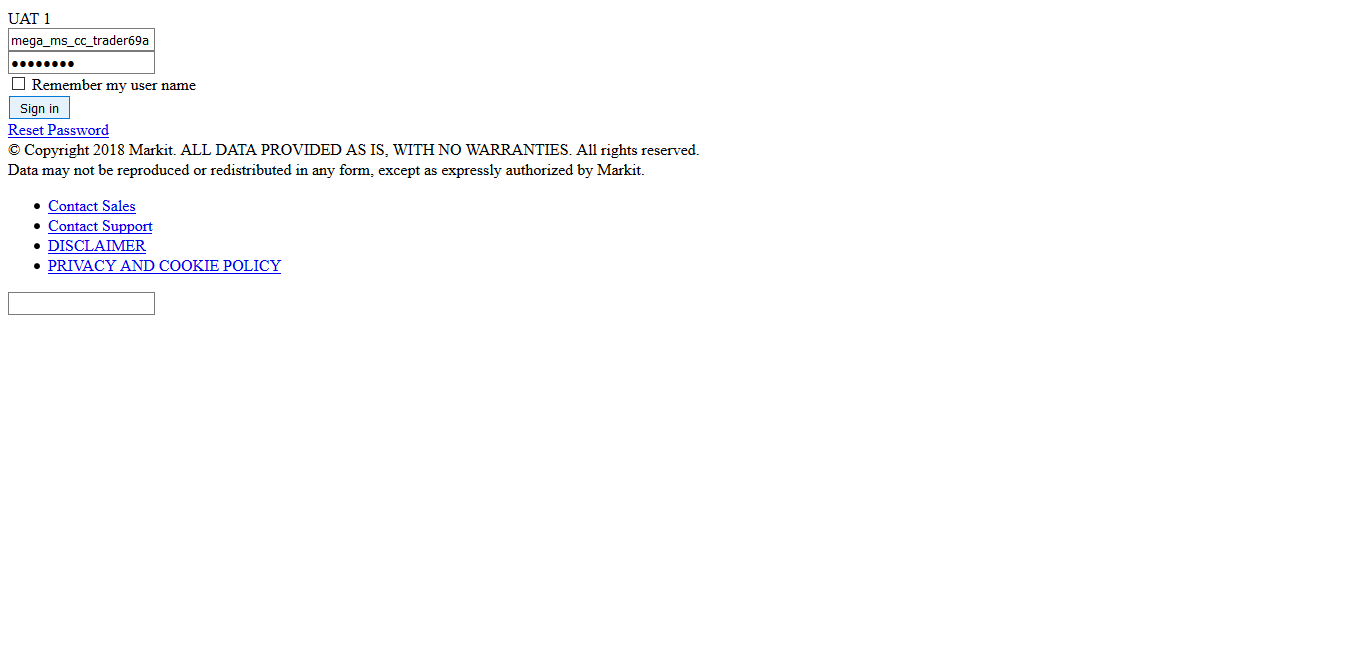 UAT 1
mega_ms_cc_trader69a
●●●●●●●●
Remember my user name
Sign in
Reset Password
© Copyright 2018 Markit. ALL DATA PROVIDED AS IS, WITH NO WARRANTIES. All rights reserved.
Data may not be reproduced or redistributed in any form, except as expressly authorized by Markit.
• Contact Sales
• Contact Support
• DISCLAIMER
• PRIVACY AND COOKIE POLICY